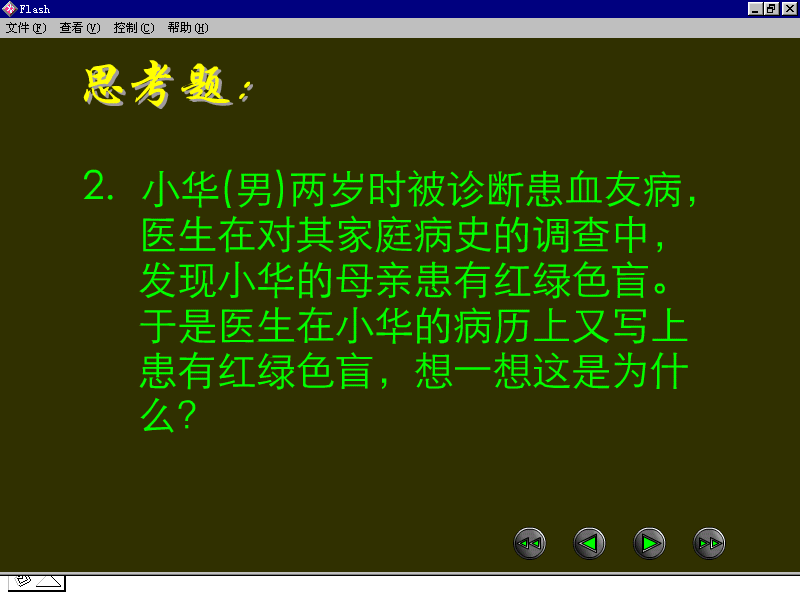 Flash
文件(F) 查看(V) 控制(C) 帮助(H)
思考题：
2. 小华(男)两岁时被诊断患血友病，
医生在对其家庭病史的调查中，
发现小华的母亲患有红绿色盲。
于是医生在小华的病历上又写上
患有红绿色盲，想一想这是为什
么?